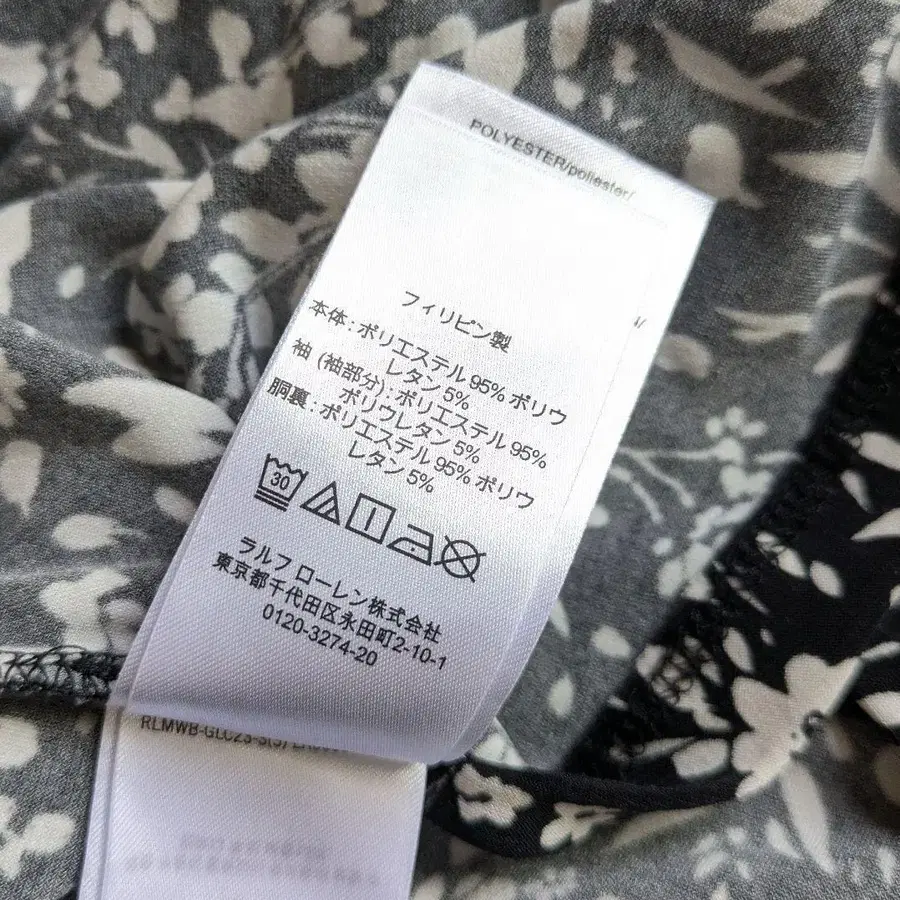 POLYESTER/poliester/
フィリピン製
本体 : ポリエステル 95% ポリウ
レタン 5%
袖 (袖部分) : ポリエステル 95%
ポリウレタン 5%
胴裏 : ポリエステル 95% ポリウ
レタン 5%
30
ラルフ ローレン株式会社
東京都千代田区永田町2-10-1
0120-3274-20